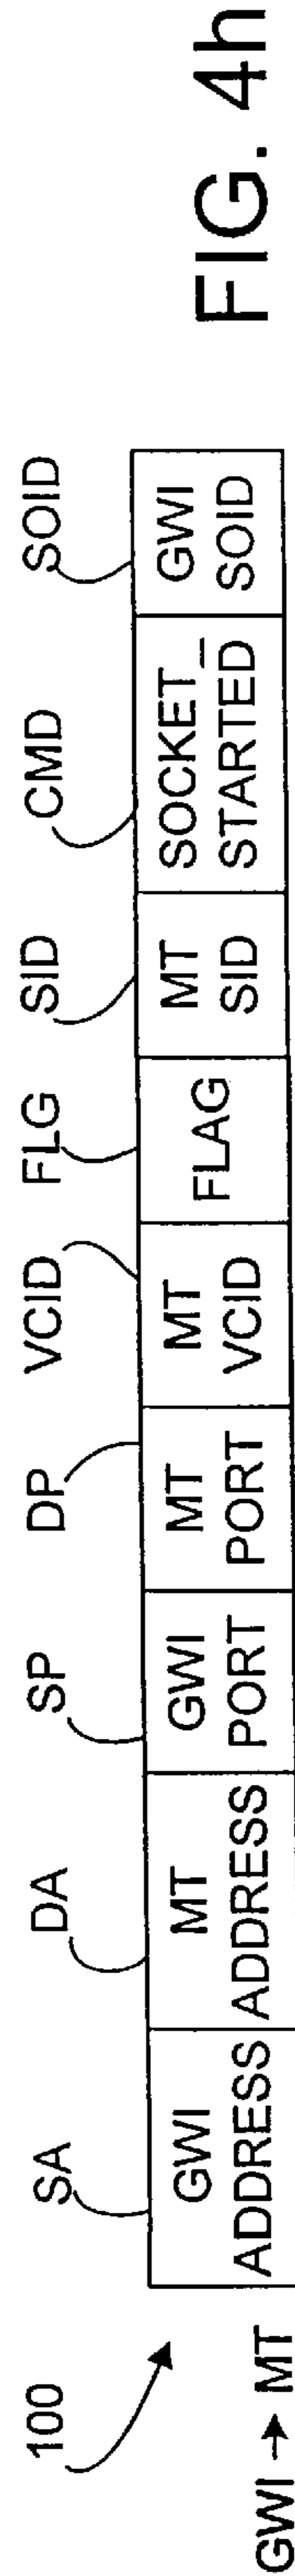 100
SA
DA
SP
DP
VCID
FLG
SID
CMD
SOID
GWI
ADDRESS
MT
ADDRESS
GWI
PORT
MT
PORT
MT
VCID
FLAG
MT
SID
SOCKET_
STARTED
GWI
SOID
GWI → MT
FIG. 4h